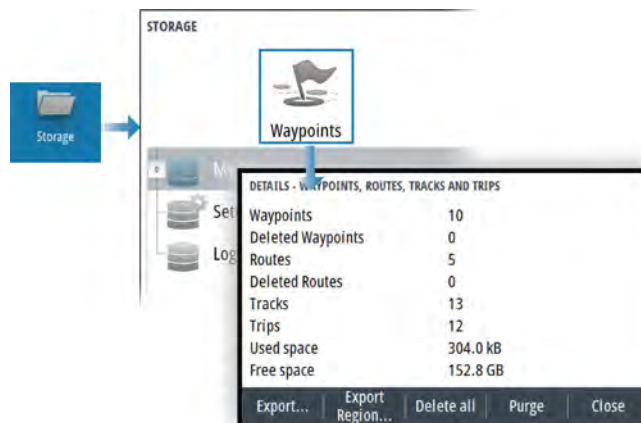 STORAGE
Storage
Waypoints
DETAILS - WAYPOINTS, ROUTES, TRACKS AND TRIPS
Waypoints 10
Deleted Waypoints 0
Routes 5
Deleted Routes 0
Tracks 13
Trips 12
Used space 304.0 kB
Free space 152.8 GB
Export... Export Region... Delete all Purge Close